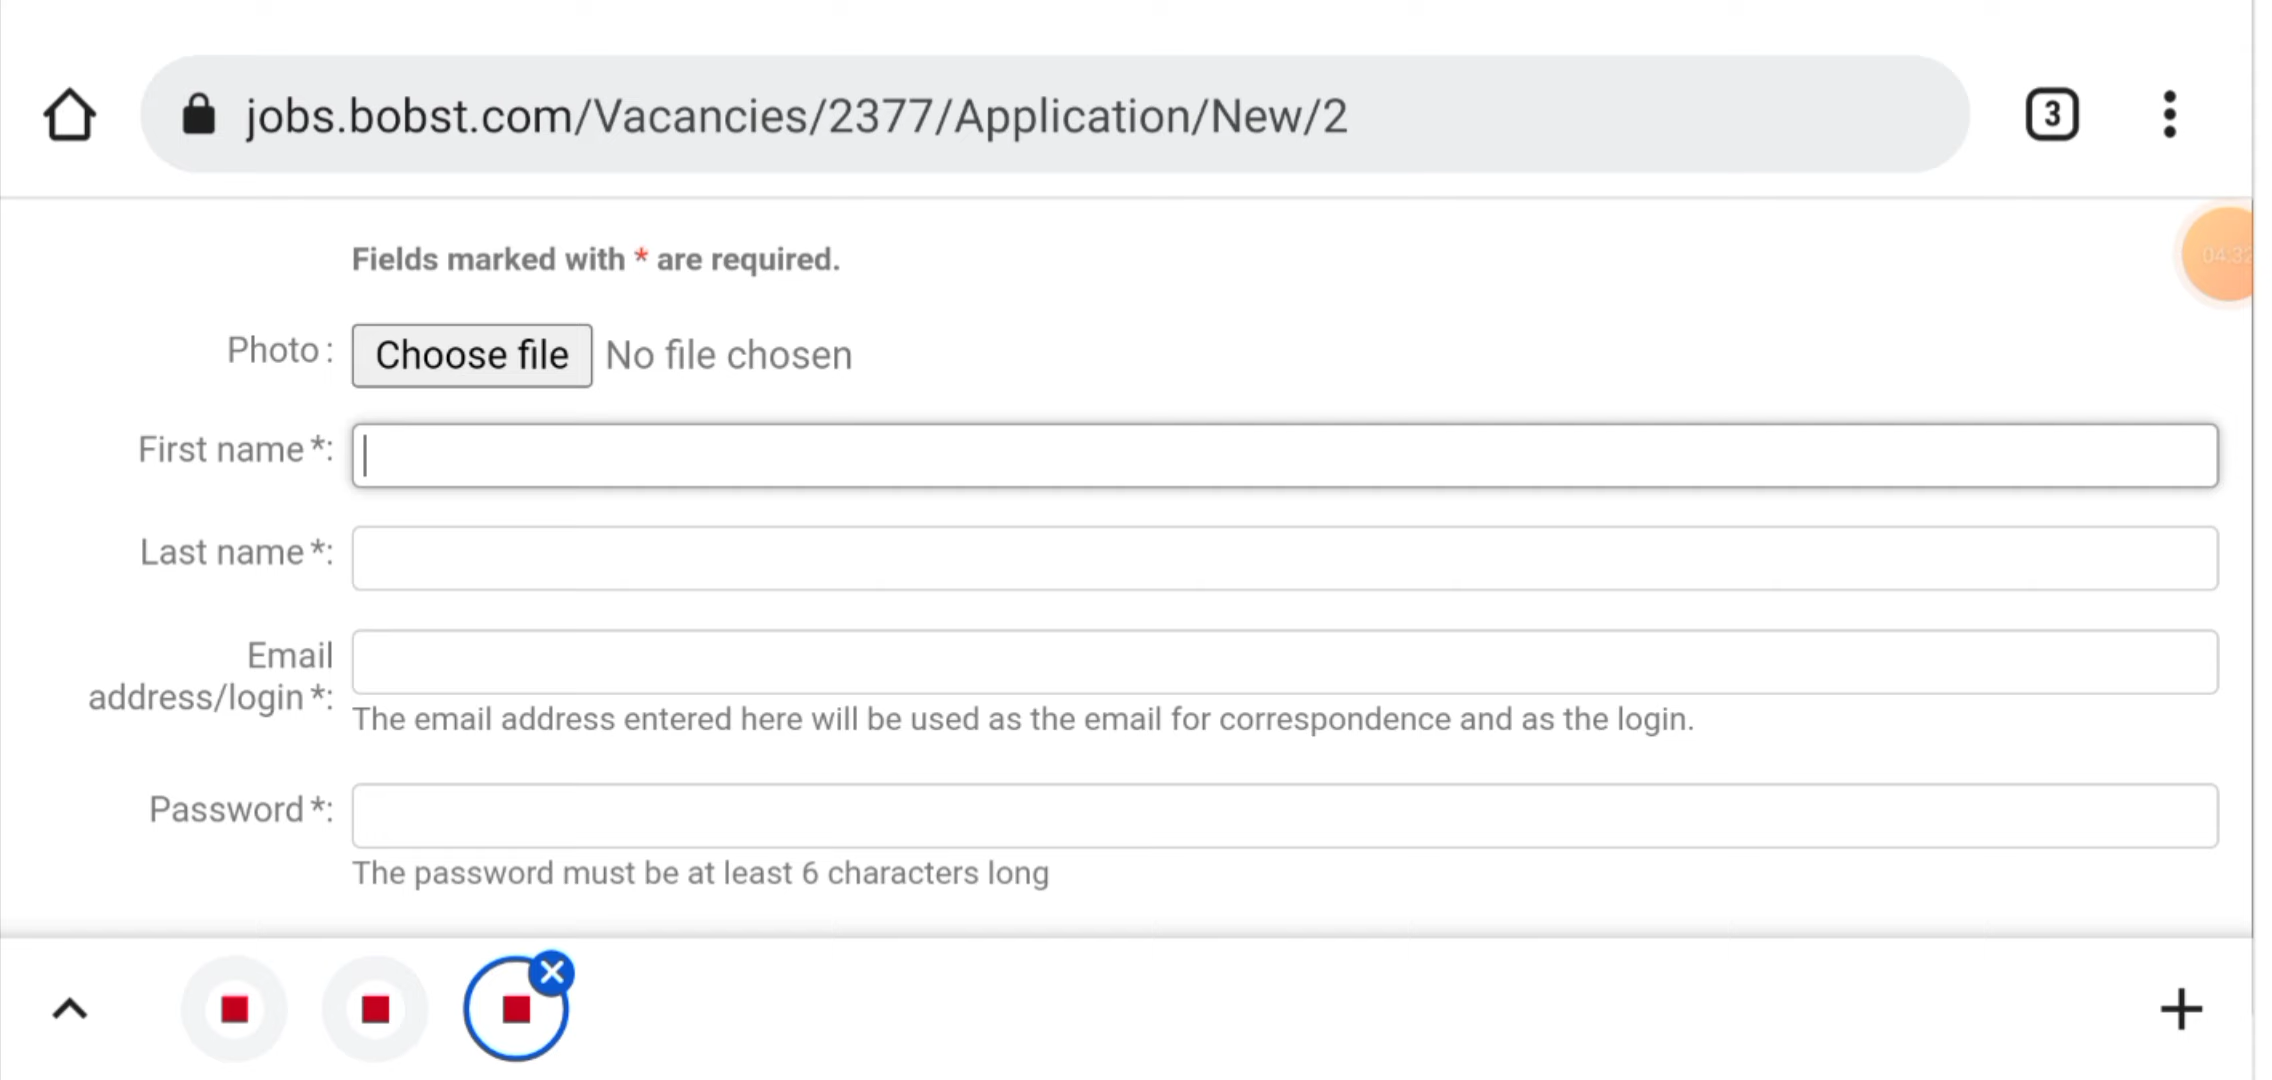 jobs.bobst.com/Vacancies/2377/Application/New/2
3
Fields marked with * are required.
04:32
Photo :
Choose file No file chosen
First name *:
Last name *:
Email
address/login *:
The email address entered here will be used as the email for correspondence and as the login.
Password *:
The password must be at least 6 characters long